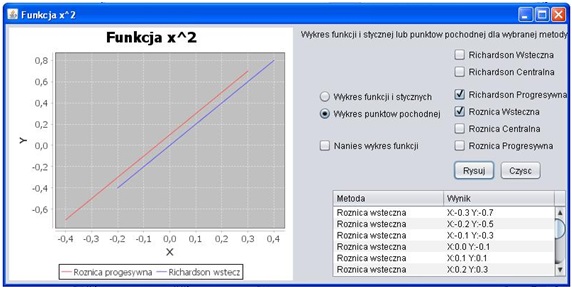 Funkcja x^2
Funkcja x^2
0,8
0,6
0,4
0,2
0,0
-0,2
-0,4
-0,6
Y
-0,4
-0,3
-0,2
-0,1
0,0
0,1
0,2
0,3
0,4
X
Roznica progesywna
Richardson wstecz
Wykres funkcji i stycznej lub punktow pochodnej dla wybranej metody
Richardson Wsteczna
Richardson Centralna
Wykres funkcji i stycznych
Richardson Progresywna
Wykres punktow pochodnej
Roznica Wsteczna
Roznica Centralna
Nanies wykres funkcji
Roznica Progresywna
Rysuj
Czysc
Metoda Wynik
Roznica wsteczna X:-0.3 Y:-0.7
Roznica wsteczna X:-0.2 Y:-0.5
Roznica wsteczna X:-0.1 Y:-0.3
Roznica wsteczna X:0.0 Y:-0.1
Roznica wsteczna X:0.1 Y:0.1
Roznica wsteczna X:0.2 Y:0.3